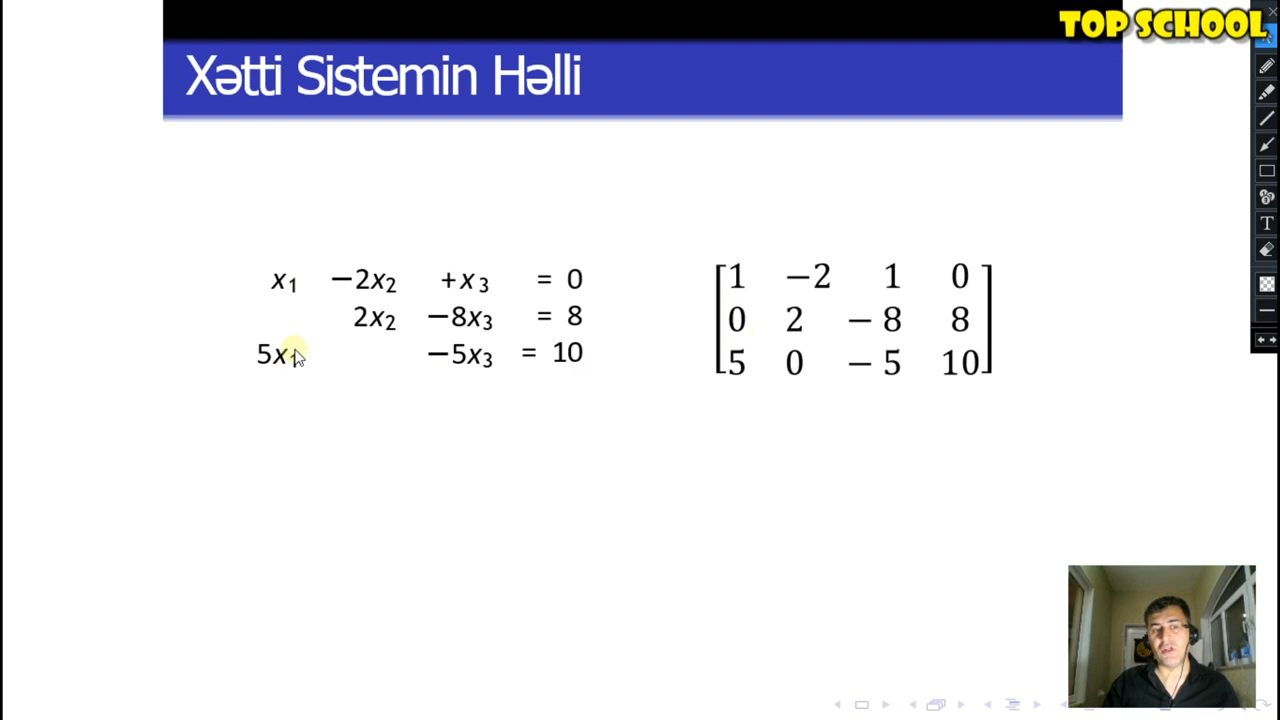 TOP SCHOOL
Xətti Sistemin Həlli
x₁ −2x₂ +x₃ = 0
2x₂ −8x₃ = 8
5x₁ −5x₃ = 10
1 −2 1 0
0 2 −8 8
5 0 −5 10